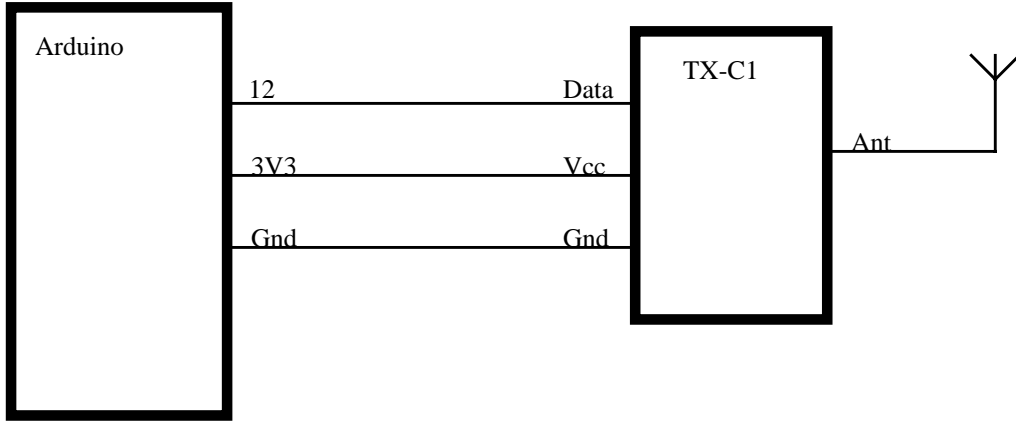 Arduino
TX-C1
12 Data
Ant
3V3 Vcc
Gnd Gnd